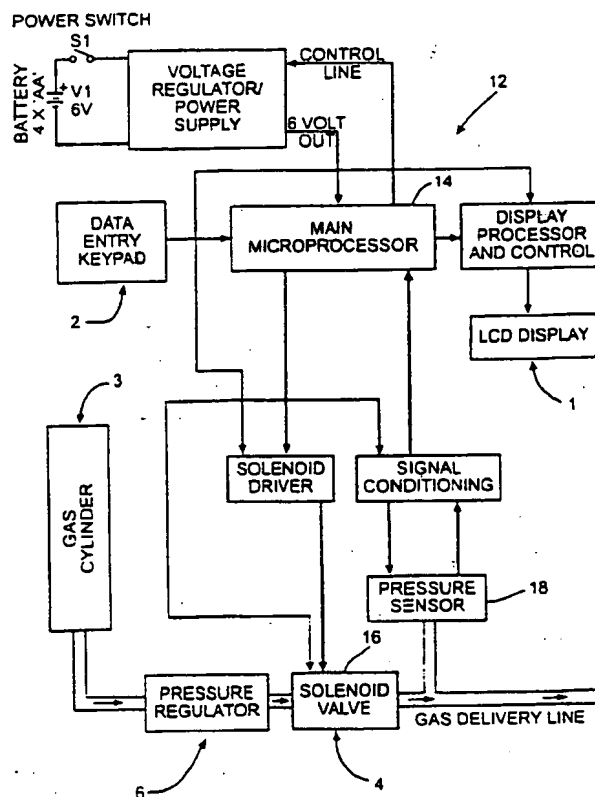 POWER SWITCH
S1
BATTERY
4 X 'AA'
+ V1
6V
VOLTAGE
REGULATOR/
POWER
SUPPLY
CONTROL
LINE
6 VOLT
OUT
12
14
DATA
ENTRY
KEYPAD
2
MAIN
MICROPROCESSOR
DISPLAY
PROCESSOR
AND CONTROL
LCD DISPLAY
1
3
GAS
CYLINDER
SOLENOID
DRIVER
SIGNAL
CONDITIONING
PRESSURE
SENSOR
18
16
PRESSURE
REGULATOR
SOLENOID
VALVE
GAS DELIVERY LINE
6
4